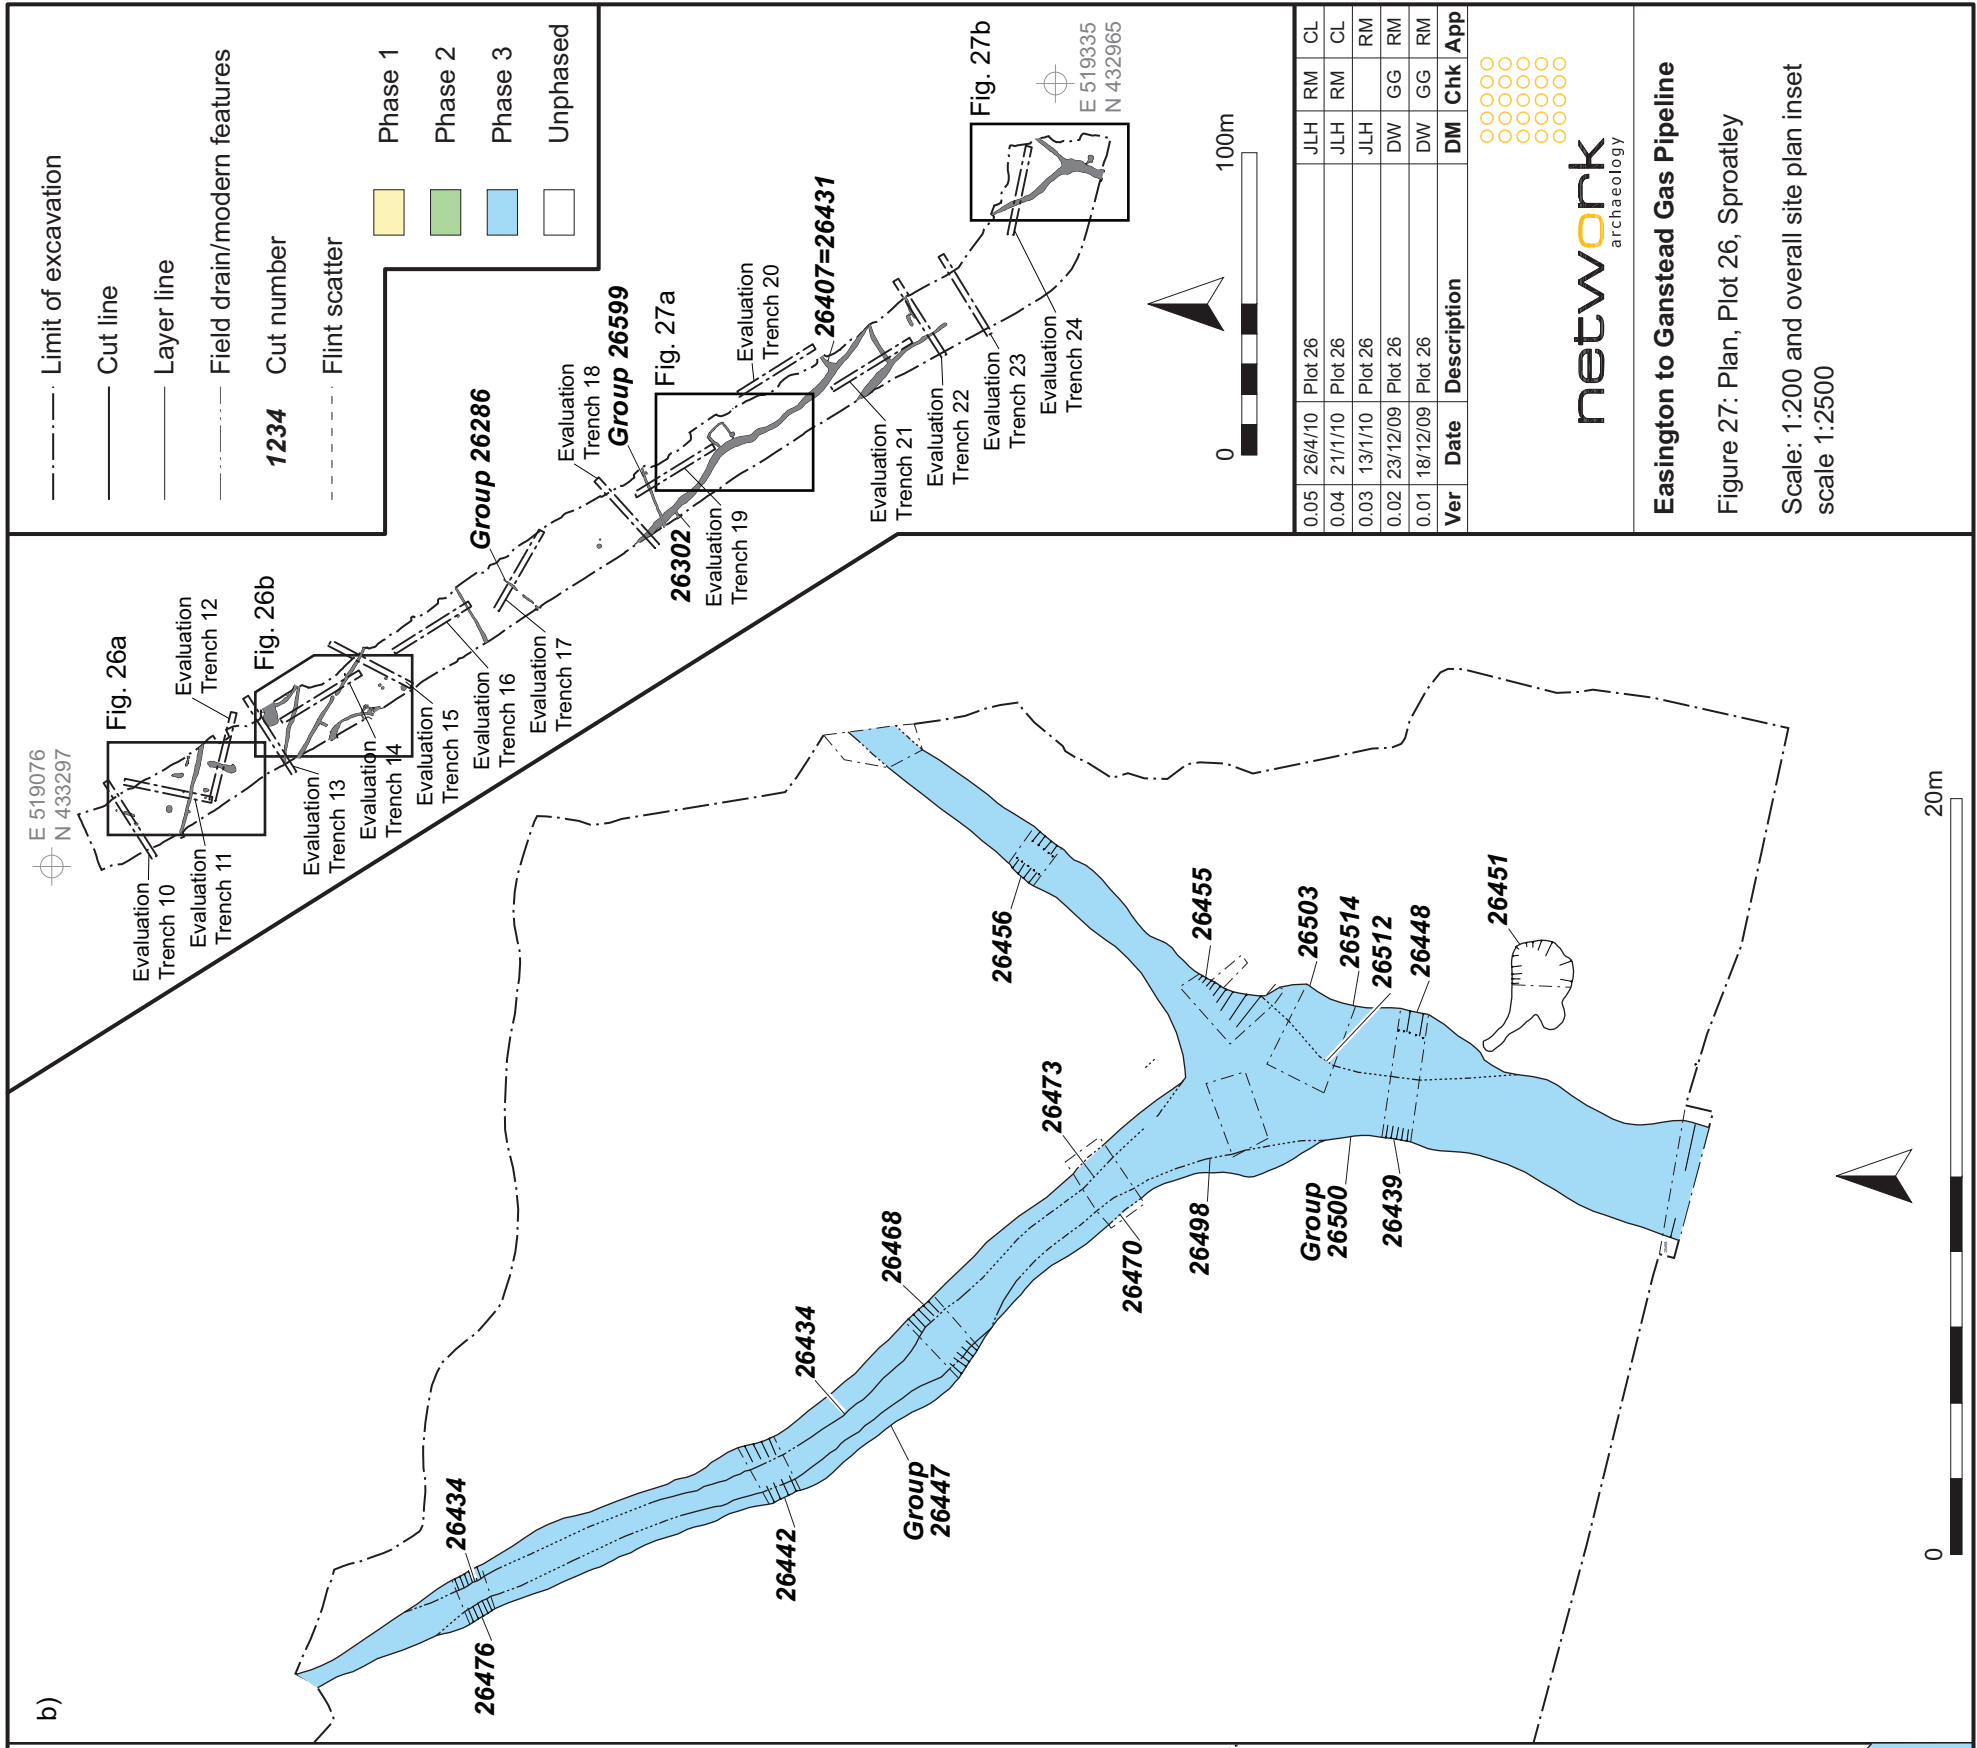 b)
Limit of excavation
Cut line
Layer line
Field drain/modern features
1234 Cut number
Flint scatter
Phase 1
Phase 2
Phase 3
Unphased
E 519076
N 433297
Fig. 26a
Fig. 26b
Fig. 27a
Fig. 27b
E 519335
N 432965
Evaluation
Trench 10
Evaluation
Trench 11
Evaluation
Trench 12
Evaluation
Trench 13
Evaluation
Trench 14
Evaluation
Trench 15
Evaluation
Trench 16
Evaluation
Trench 17
Group 26286
Evaluation
Trench 18
Group 26599
26302
Evaluation
Trench 19
Evaluation
Trench 20
26407=26431
Evaluation
Trench 21
Evaluation
Trench 22
Evaluation
Trench 23
Evaluation
Trench 24
0 100m
26476
26434
26442
Group
26447
26434
26468
26470
26473
26498
Group
26500
26439
26456
26455
26503
26514
26512
26448
26451
0 20m
0.05 26/4/10 Plot 26 JLH RM CL
0.04 21/1/10 Plot 26 JLH RM CL
0.03 13/1/10 Plot 26 JLH RM
0.02 23/12/09 Plot 26 DW GG RM
0.01 18/12/09 Plot 26 DW GG RM
Ver Date Description DM Chk App
network
archaeology
Easington to Ganstead Gas Pipeline
Figure 27: Plan, Plot 26, Sproatley
Scale: 1:200 and overall site plan inset
scale 1:2500